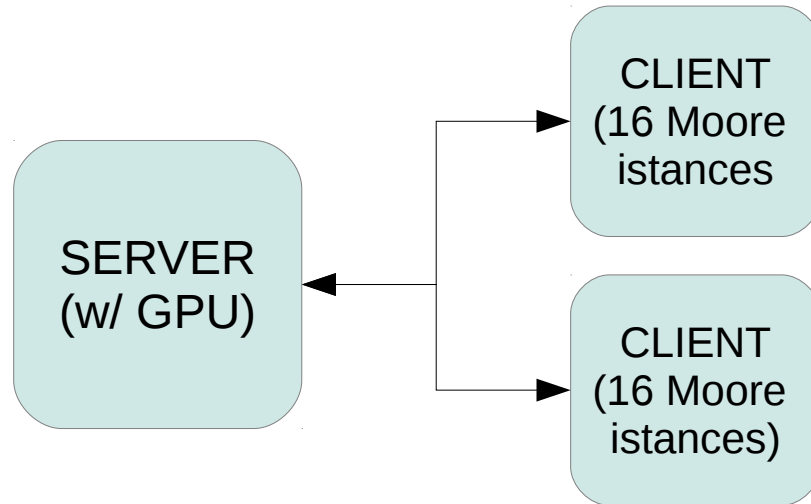 SERVER
(w/ GPU)
CLIENT
(16 Moore
istances
CLIENT
(16 Moore
istances)